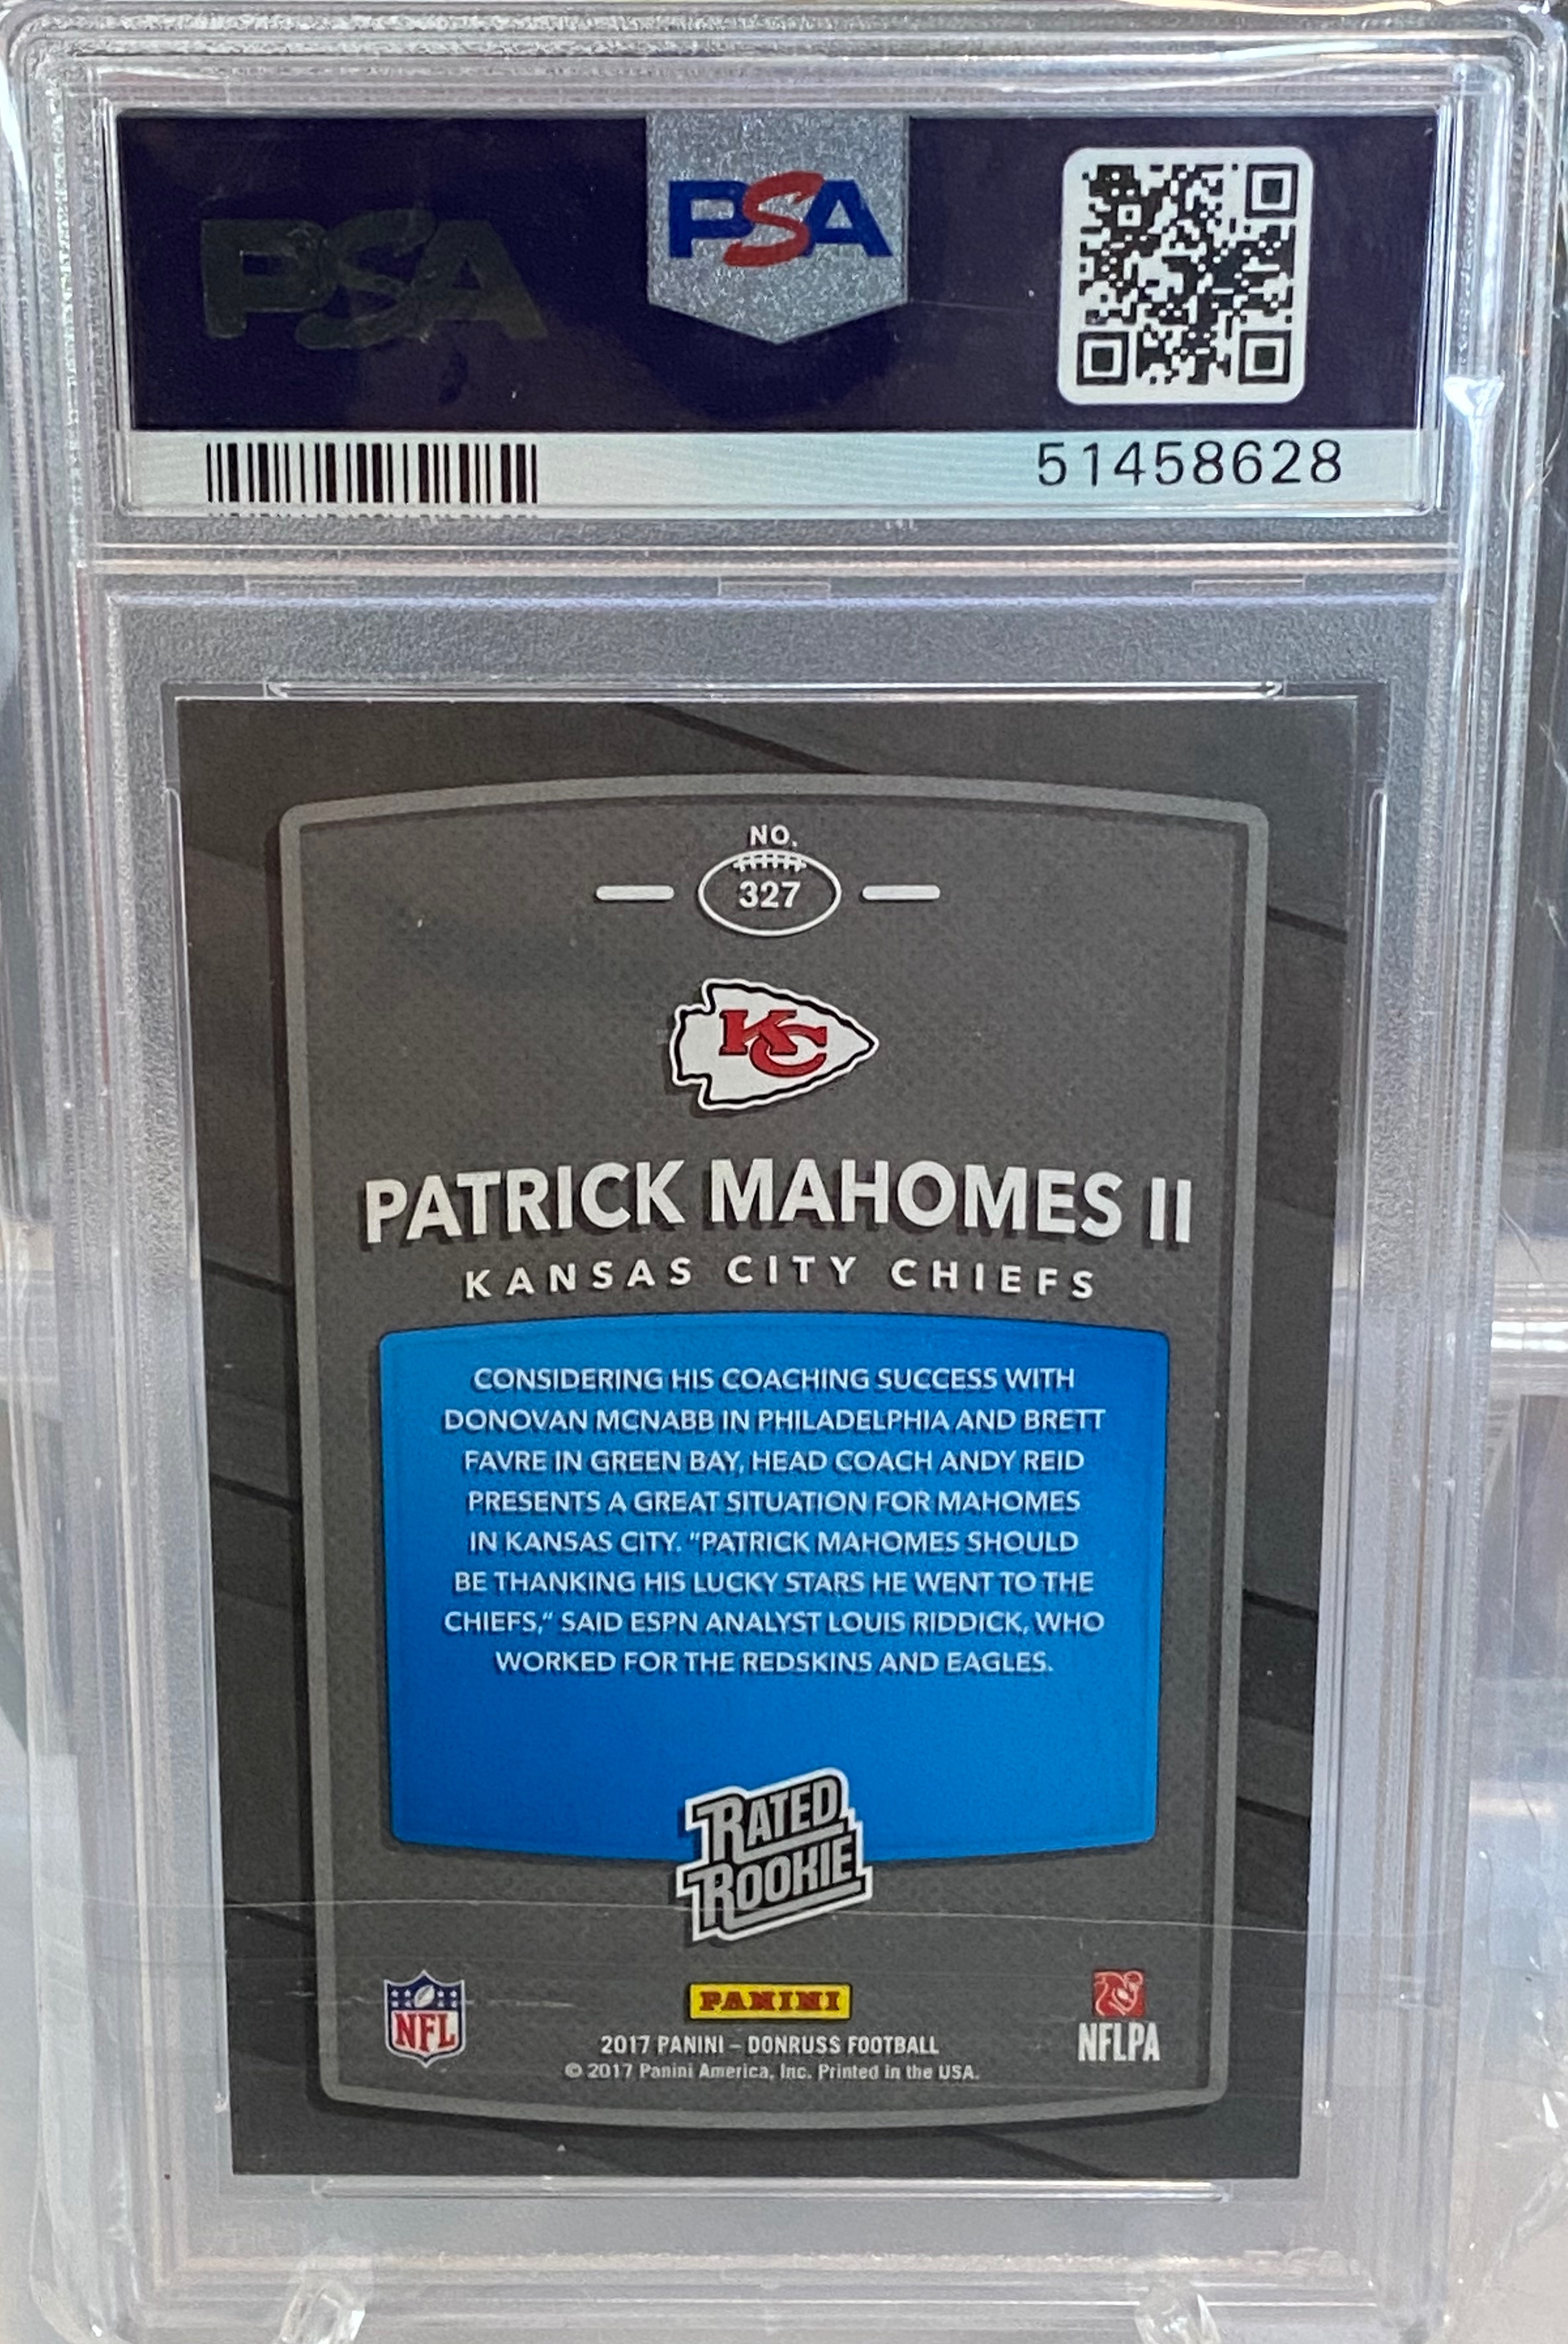 PSA
PSA
51458628
NO.
327
KC
PATRICK MAHOMES II
KANSAS CITY CHIEFS
CONSIDERING HIS COACHING SUCCESS WITH
DONOVAN MCNABB IN PHILADELPHIA AND BRETT
FAVRE IN GREEN BAY, HEAD COACH ANDY REID
PRESENTS A GREAT SITUATION FOR MAHOMES
IN KANSAS CITY. "PATRICK MAHOMES SHOULD
BE THANKING HIS LUCKY STARS HE WENT TO THE
CHIEFS," SAID ESPN ANALYST LOUIS RIDDICK, WHO
WORKED FOR THE REDSKINS AND EAGLES.
RATED
ROOKIE
NFL
PANINI
NFLPA
2017 PANINI – DONRUSS FOOTBALL
© 2017 Panini America, Inc. Printed in the USA.